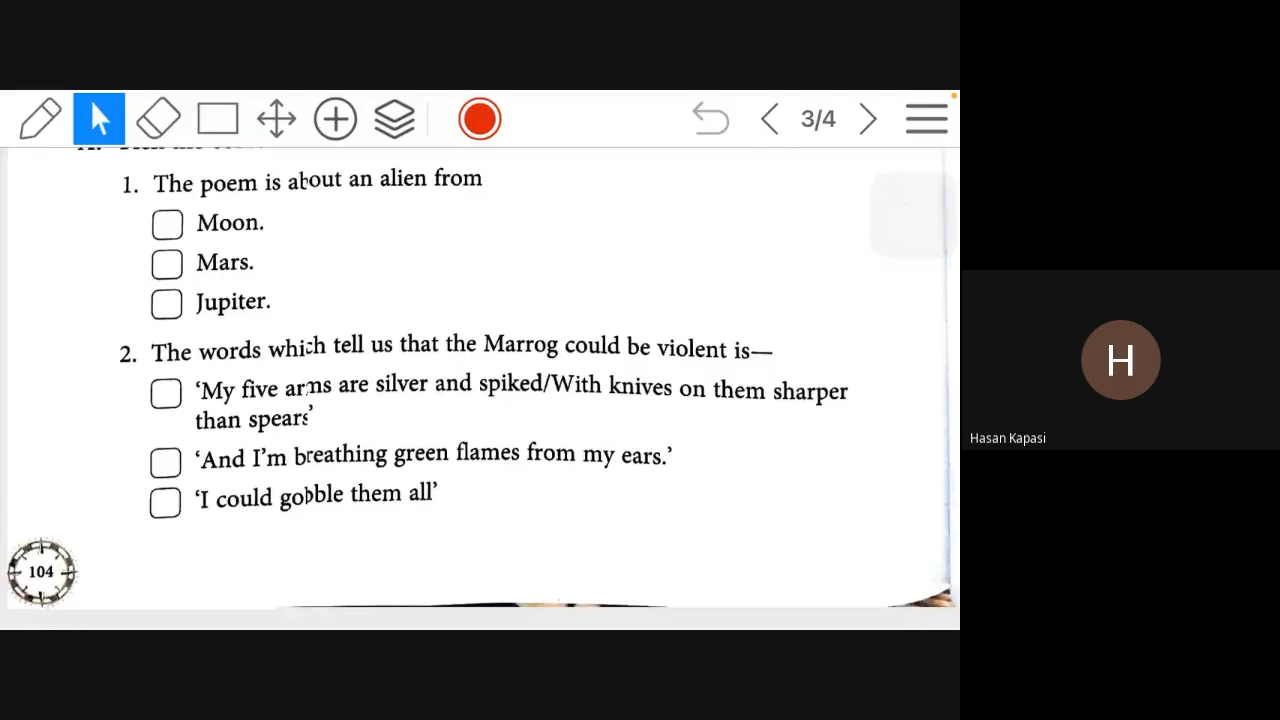 3/4
1. The poem is about an alien from
Moon.
Mars.
Jupiter.
2. The words which tell us that the Marrog could be violent is—
‘My five arms are silver and spiked/With knives on them sharper
than spears’
‘And I’m breathing green flames from my ears.’
‘I could gobble them all’
104
H
Hasan Kapasi